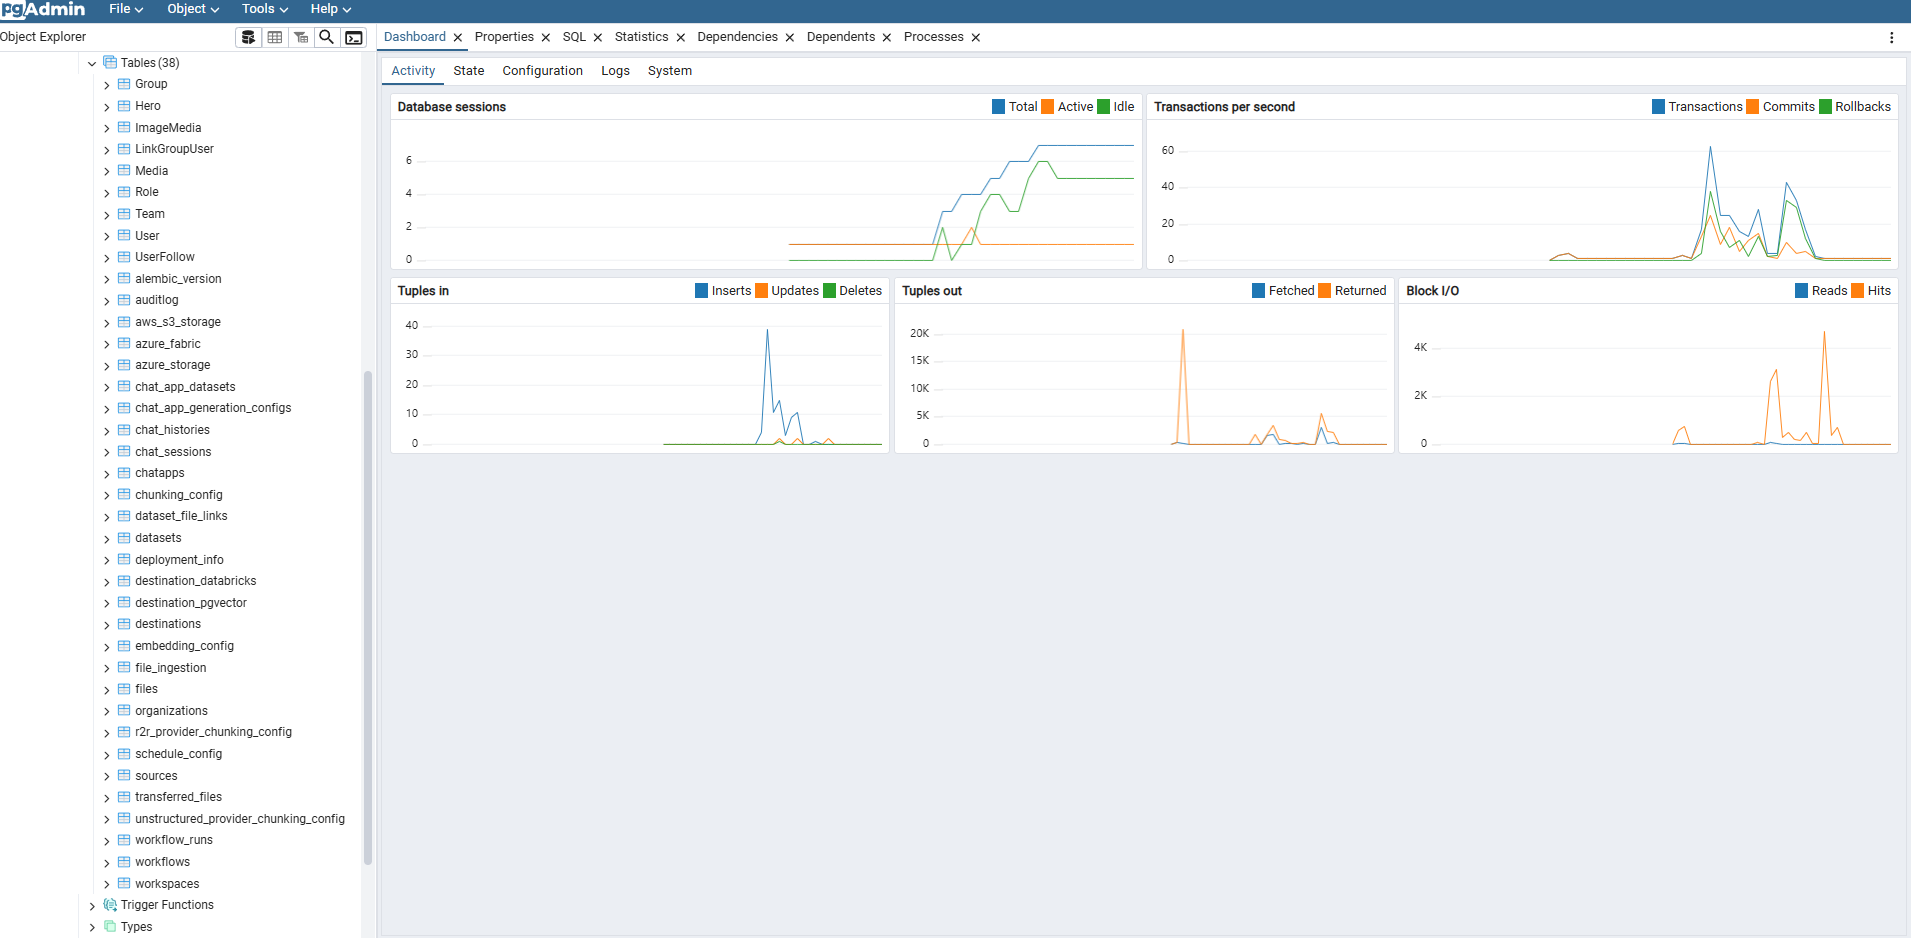 pgAdmin File Object Tools Help
Object Explorer
Dashboard Properties SQL Statistics Dependencies Dependents Processes
Tables (38)
Group
Hero
ImageMedia
LinkGroupUser
Media
Role
Team
User
UserFollow
alembic_version
auditlog
aws_s3_storage
azure_fabric
azure_storage
chat_app_datasets
chat_app_generation_configs
chat_histories
chat_sessions
chatapps
chunking_config
dataset_file_links
datasets
deployment_info
destination_databricks
destination_pgvector
destinations
embedding_config
file_ingestion
files
organizations
r2r_provider_chunking_config
schedule_config
sources
transferred_files
unstructured_provider_chunking_config
workflow_runs
workflows
workspaces
Trigger Functions
Types
Activity State Configuration Logs System
Database sessions Total Active Idle
6
4
2
0
Transactions per second Transactions Commits Rollbacks
60
40
20
0
Tuples in Inserts Updates Deletes
40
30
20
10
0
Tuples out Fetched Returned
20K
15K
10K
5K
0
Block I/O Reads Hits
4K
2K
0